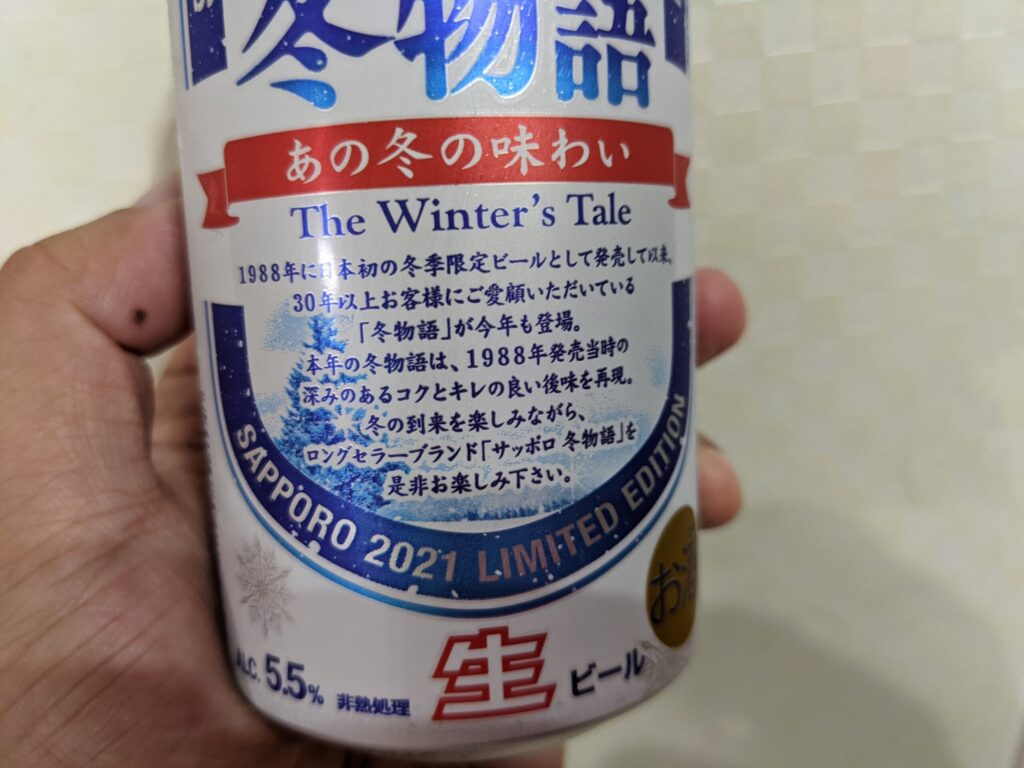 冬物語
あの冬の味わい
The Winter's Tale
1988年に日本初の冬季限定ビールとして発売して以来、
30年以上お客様にご愛顧いただいている
「冬物語」が今年も登場。
本年の冬物語は、1988年発売当時の
深みのあるコクとキレの良い後味を再現。
冬の到来を楽しみながら、
ロングセラーブランド「サッポロ 冬物語」を
是非お楽しみ下さい。
SAPPORO 2021 LIMITED EDITION
お酒
ALC. 5.5% 非熱処理 生 ビール